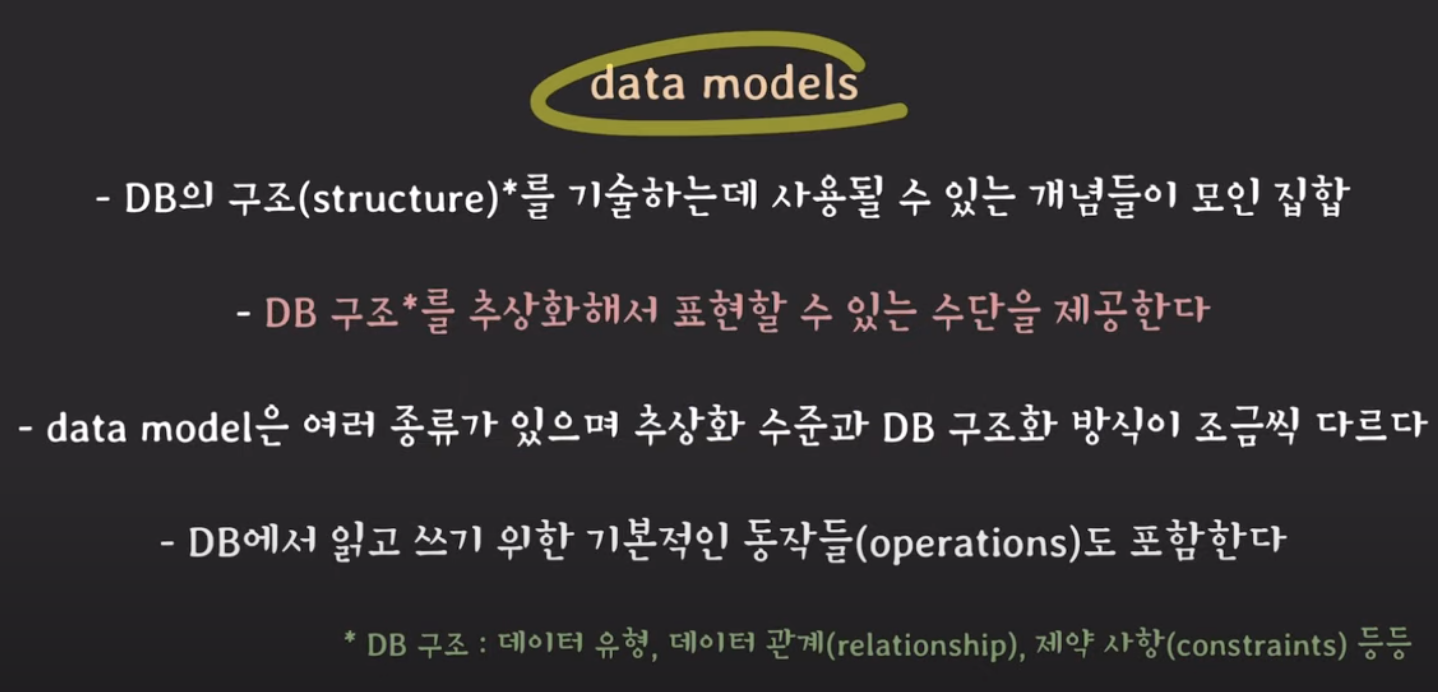 data models
- DB의 구조(structure)*를 기술하는데 사용될 수 있는 개념들이 모인 집합
- DB 구조*를 추상화해서 표현할 수 있는 수단을 제공한다
- data model은 여러 종류가 있으며 추상화 수준과 DB 구조화 방식이 조금씩 다르다
- DB에서 읽고 쓰기 위한 기본적인 동작들(operations)도 포함한다
* DB 구조 : 데이터 유형, 데이터 관계(relationship), 제약 사항(constraints) 등등